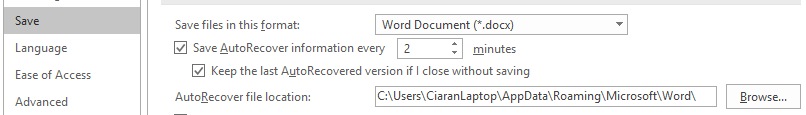 Save
Language
Ease of Access
Advanced
Save files in this format: Word Document (*.docx)
Save AutoRecover information every 2 minutes
Keep the last AutoRecovered version if I close without saving
AutoRecover file location: C:\Users\CiaranLaptop\AppData\Roaming\Microsoft\Word\ Browse...